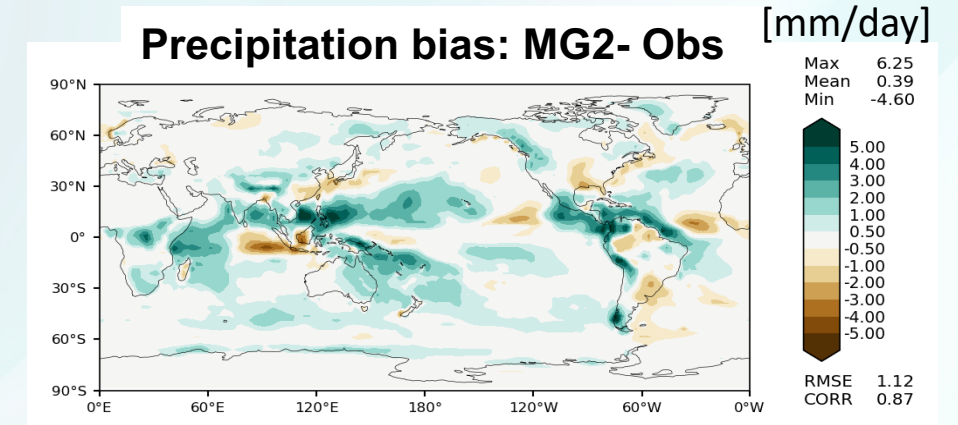 Precipitation bias: MG2- Obs
[mm/day]
Max 6.25
Mean 0.39
Min -4.60
90°N
60°N
30°N
0°
30°S
60°S
90°S
0°E 60°E 120°E 180° 120°W 60°W 0°W
5.00
4.00
3.00
2.00
1.00
0.50
-0.50
-1.00
-2.00
-3.00
-4.00
-5.00
RMSE 1.12
CORR 0.87